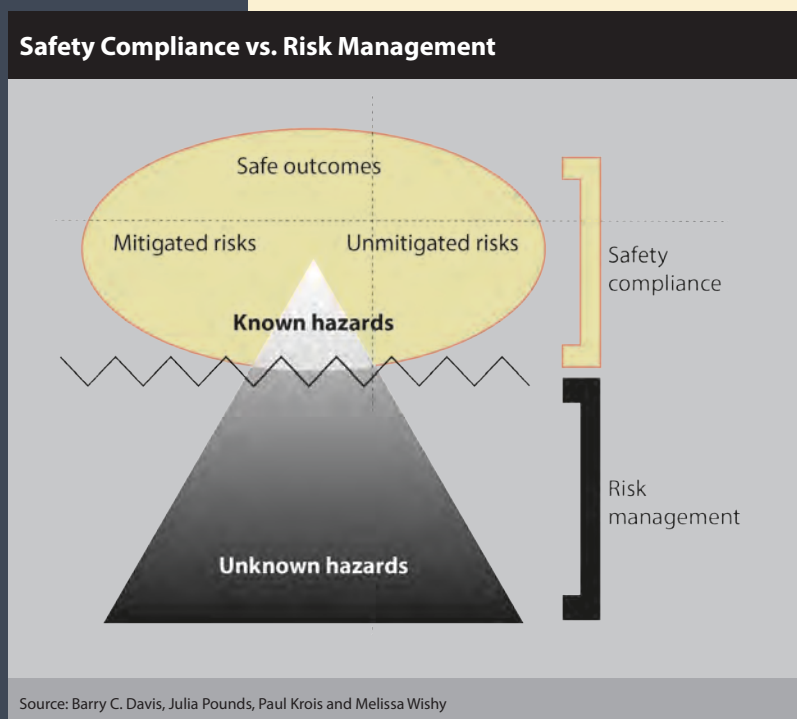 Safety Compliance vs. Risk Management
Safe outcomes
Mitigated risks
Unmitigated risks
Safety
compliance
Known hazards
Risk
management
Unknown hazards
Source: Barry C. Davis, Julia Pounds, Paul Krois and Melissa Wishy